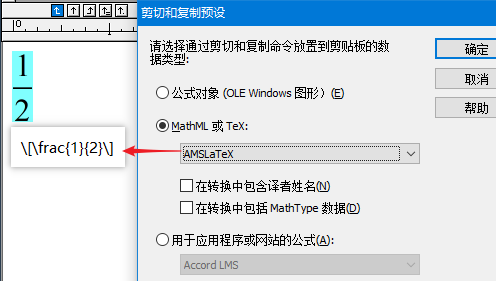 0
1
剪切和复制预设
1
2
\[\frac{1}{2}\]
请选择通过剪切和复制命令放置到剪贴板的数
据类型:
公式对象 (OLE Windows 图形) (E)
MathML 或 TeX:
AMSLaTeX
在转换中包含译者姓名(N)
在转换中包括 MathType 数据(D)
用于应用程序或网站的公式(A):
Accord LMS
确定
取消
帮助